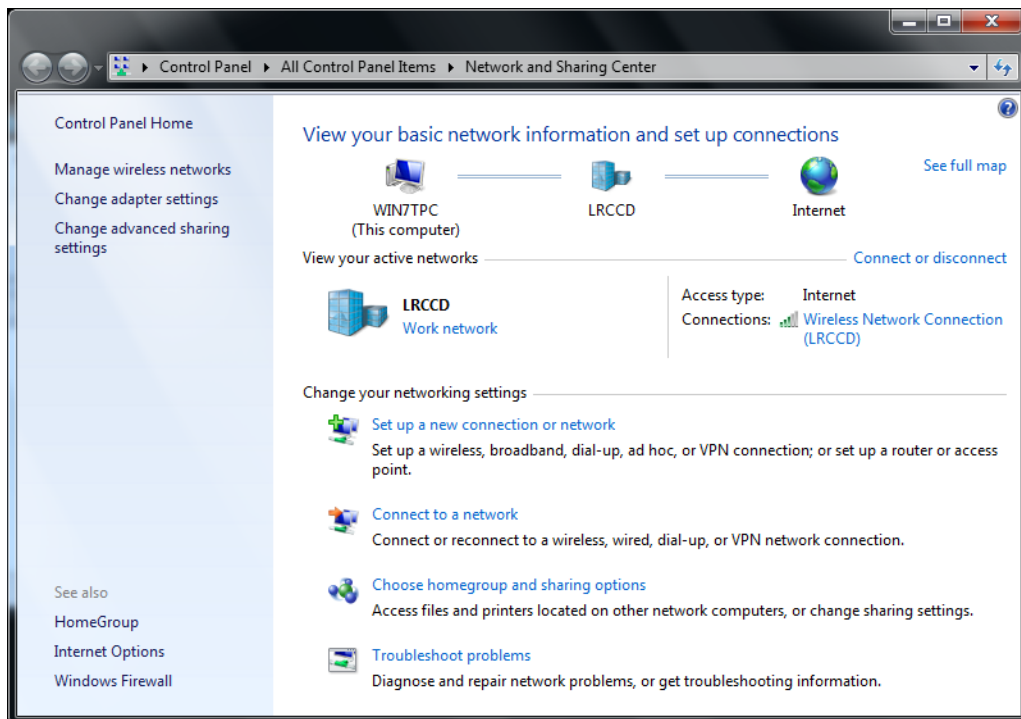 Control Panel ▸ All Control Panel Items ▸ Network and Sharing Center
Control Panel Home
Manage wireless networks
Change adapter settings
Change advanced sharing
settings
See also
HomeGroup
Internet Options
Windows Firewall
View your basic network information and set up connections
See full map
WIN7TPC
(This computer)
LRCCD
Internet
View your active networks
Connect or disconnect
LRCCD
Work network
Access type: Internet
Connections: Wireless Network Connection
(LRCCD)
Change your networking settings
Set up a new connection or network
Set up a wireless, broadband, dial-up, ad hoc, or VPN connection; or set up a router or access
point.
Connect to a network
Connect or reconnect to a wireless, wired, dial-up, or VPN network connection.
Choose homegroup and sharing options
Access files and printers located on other network computers, or change sharing settings.
Troubleshoot problems
Diagnose and repair network problems, or get troubleshooting information.